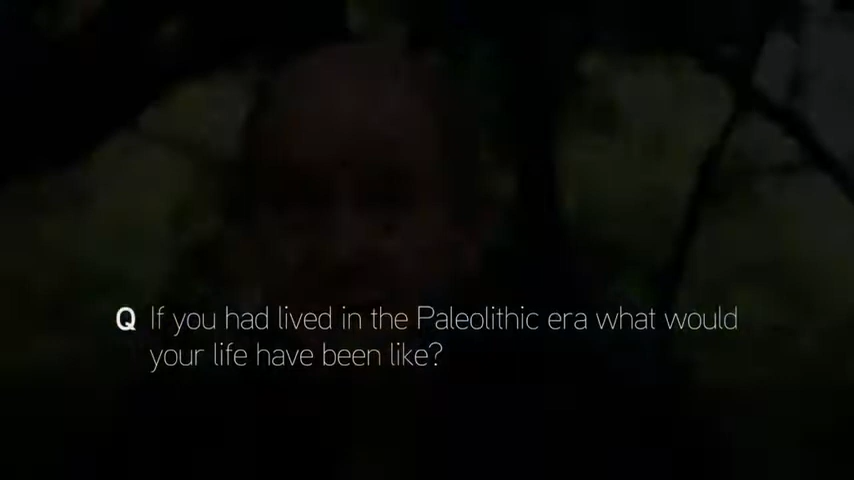 Q If you had lived in the Paleolithic era what would
your life have been like?